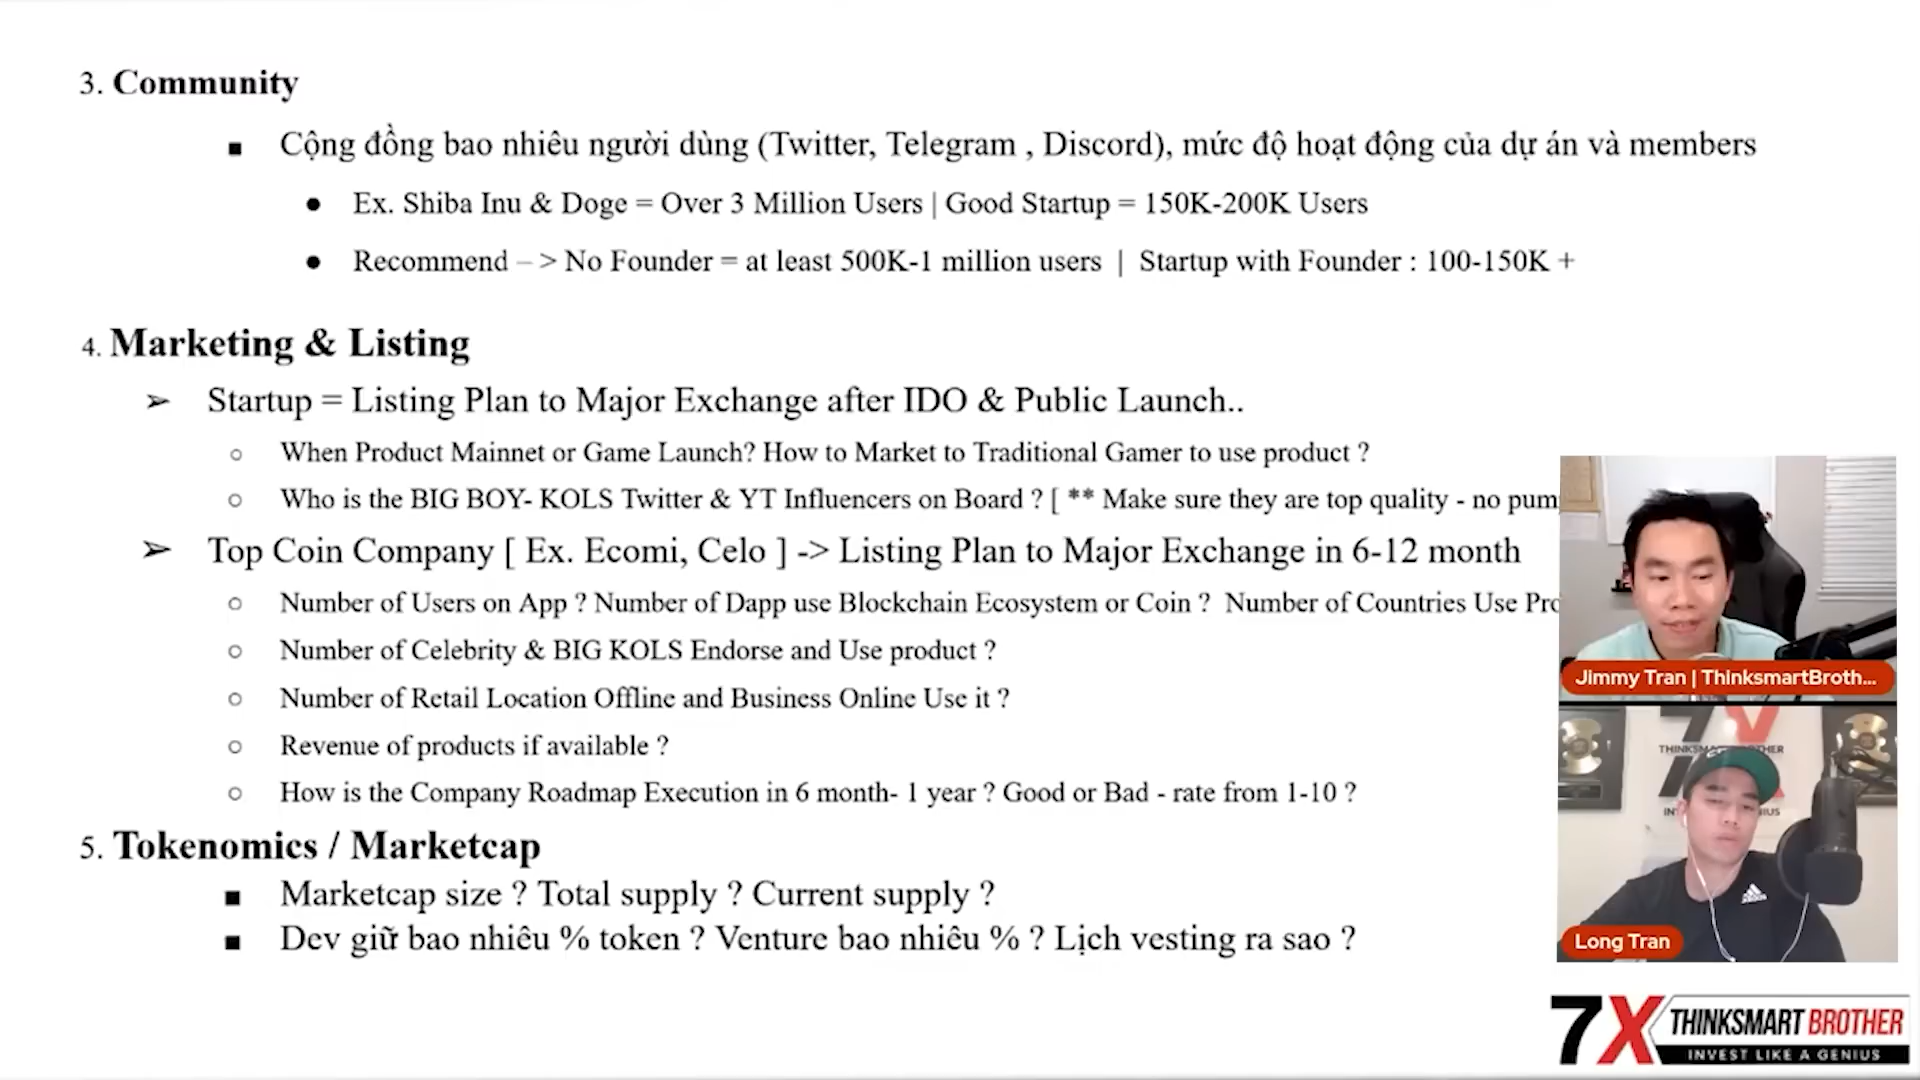 3. Community
▪ Cộng đồng bao nhiêu người dùng (Twitter, Telegram , Discord), mức độ hoạt động của dự án và members
● Ex. Shiba Inu & Doge = Over 3 Million Users | Good Startup = 150K-200K Users
● Recommend – > No Founder = at least 500K-1 million users | Startup with Founder : 100-150K +
4. Marketing & Listing
➢ Startup = Listing Plan to Major Exchange after IDO & Public Launch..
○ When Product Mainnet or Game Launch? How to Market to Traditional Gamer to use product ?
○ Who is the BIG BOY- KOLS Twitter & YT Influencers on Board ? [ ** Make sure they are top quality - no
➢ Top Coin Company [ Ex. Ecomi, Celo ] -> Listing Plan to Major Exchange in 6-12 month
○ Number of Users on App ? Number of Dapp use Blockchain Ecosystem or Coin ? Number of Countries Use
○ Number of Celebrity & BIG KOLS Endorse and Use product ?
○ Number of Retail Location Offline and Business Online Use it ?
○ Revenue of products if available ?
○ How is the Company Roadmap Execution in 6 month- 1 year ? Good or Bad - rate from 1-10 ?
5. Tokenomics / Marketcap
▪ Marketcap size ? Total supply ? Current supply ?
▪ Dev giữ bao nhiêu % token ? Venture bao nhiêu % ? Lịch vesting ra sao ?
Jimmy Tran | ThinksmartBroth...
Long Tran
7X THINKSMART BROTHER
INVEST LIKE A GENIUS